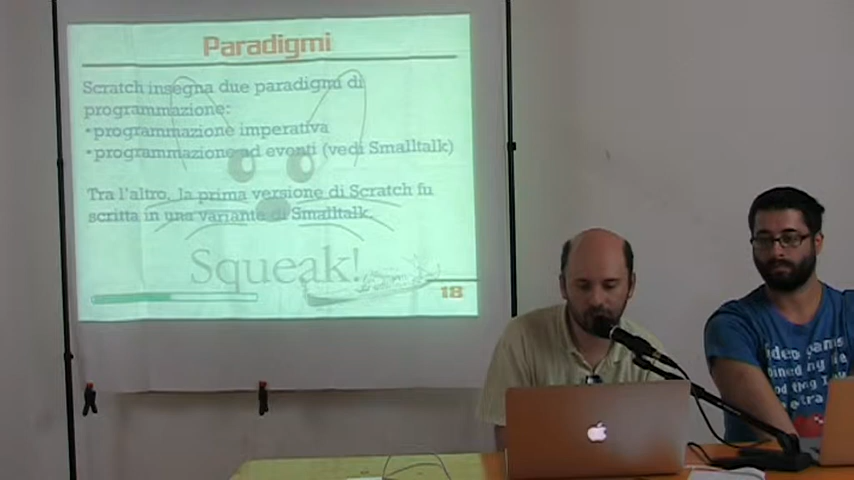 Paradigmi
Scratch insegna due paradigmi di
programmazione:
•programmazione imperativa
•programmazione ad eventi (vedi Smalltalk)
Tra l'altro, la prima versione di Scratch fu
scritta in una variante di Smalltalk.
Squeak!
18